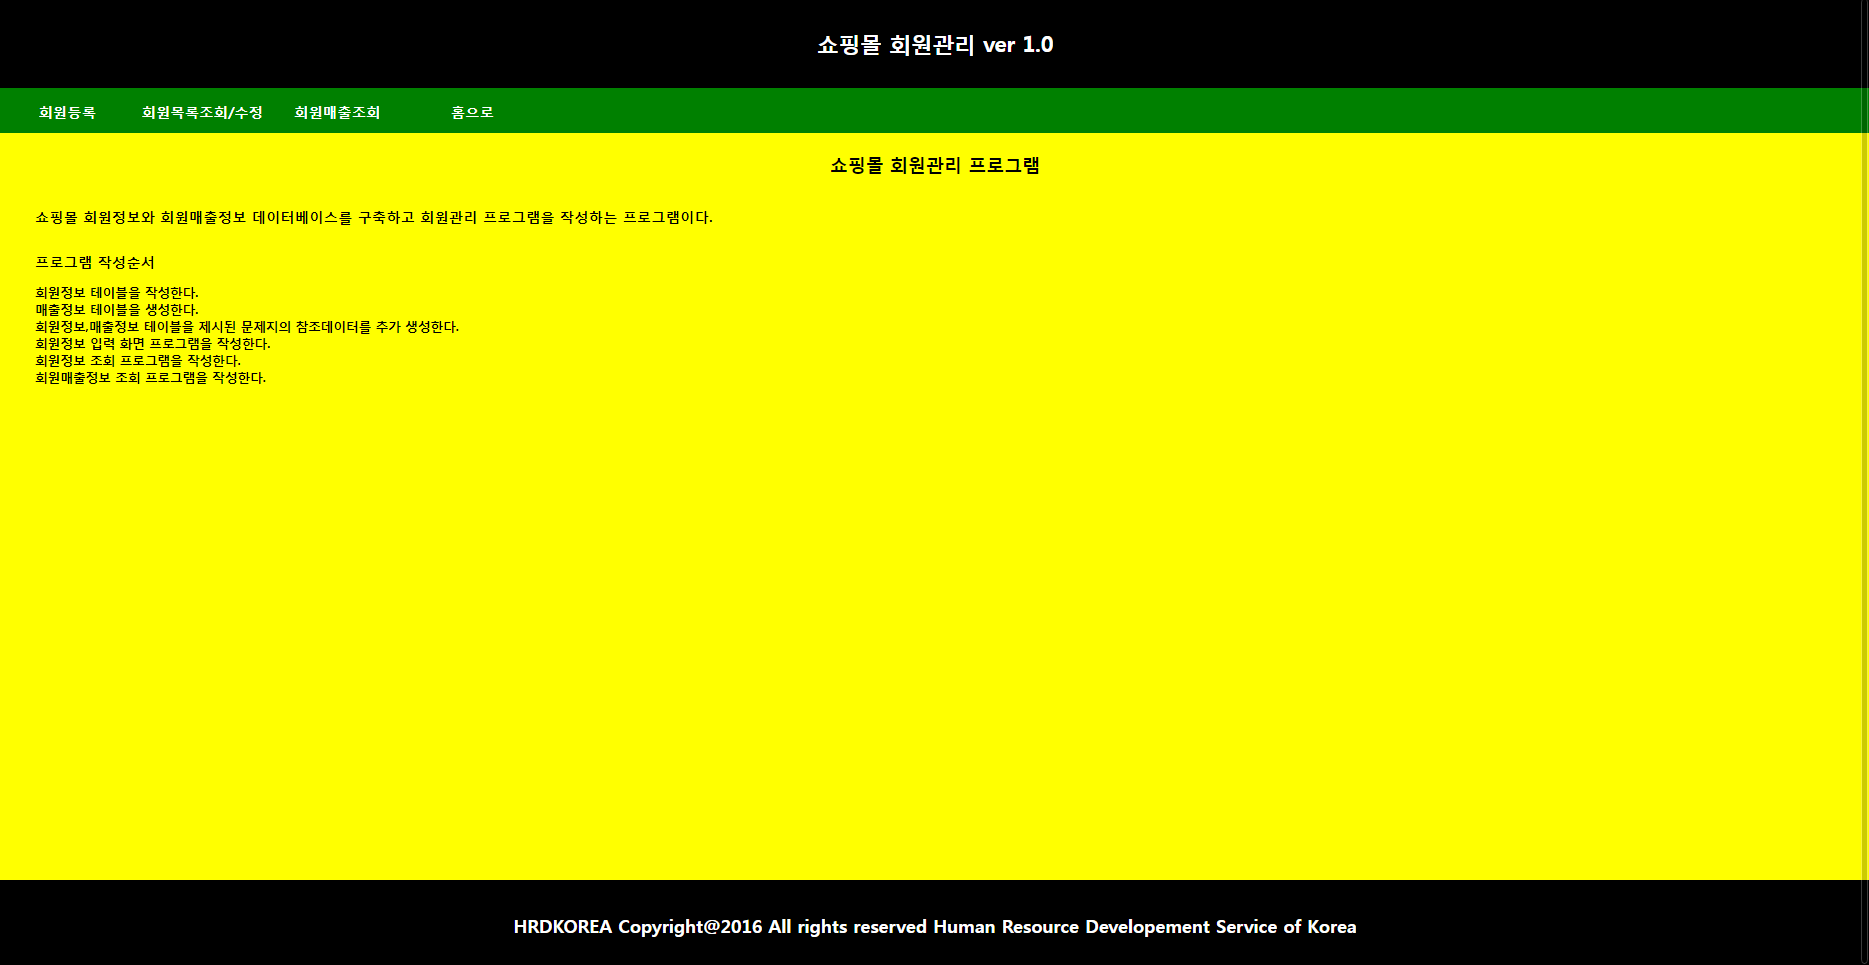 쇼핑몰 회원관리 ver 1.0
회원등록 회원목록조회/수정 회원매출조회 홈으로
쇼핑몰 회원관리 프로그램
쇼핑몰 회원정보와 회원매출정보 데이터베이스를 구축하고 회원관리 프로그램을 작성하는 프로그램이다.
프로그램 작성순서
회원정보 테이블을 작성한다.
매출정보 테이블을 생성한다.
회원정보,매출정보 테이블을 제시된 문제지의 참조데이터를 추가 생성한다.
회원정보 입력 화면 프로그램을 작성한다.
회원정보 조회 프로그램을 작성한다.
회원매출정보 조회 프로그램을 작성한다.
HRDKOREA Copyright@2016 All rights reserved Human Resource Developement Service of Korea